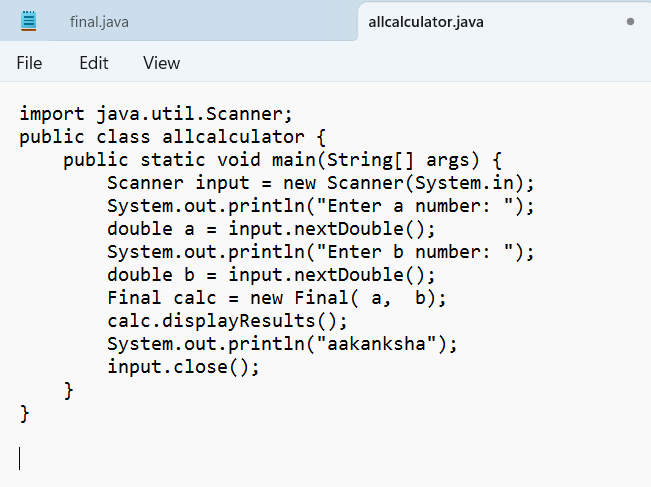 final.java
allcalculator.java
File Edit View
import java.util.Scanner;
public class allcalculator {
    public static void main(String[] args) {
        Scanner input = new Scanner(System.in);
        System.out.println("Enter a number: ");
        double a = input.nextDouble();
        System.out.println("Enter b number: ");
        double b = input.nextDouble();
        Final calc = new Final( a,  b);
        calc.displayResults();
        System.out.println("aakanksha");
        input.close();
    }
}